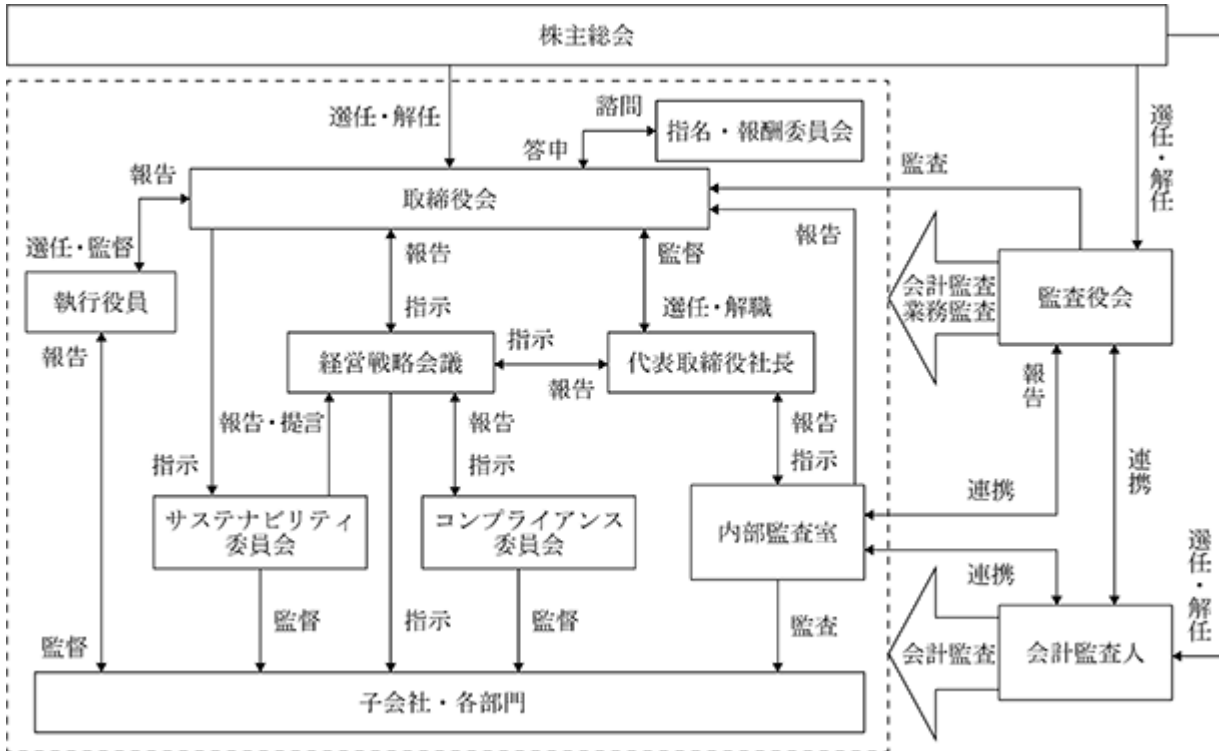 株主総会
選任・解任
諮問
指名・報酬委員会
答申
選任・解任
監査
報告
取締役会
報告
選任・監督
報告
監督
執行役員
会計監査
業務監査
監査役会
指示
選任・解職
報告
経営戦略会議
指示
報告
代表取締役社長
報告
報告・提言
報告
報告
指示
指示
指示
連携
連携
サステナビリティ
委員会
コンプライアンス
委員会
内部監査室
連携
選任・解任
監督
監督
指示
監督
監査
会計監査
会計監査人
子会社・各部門